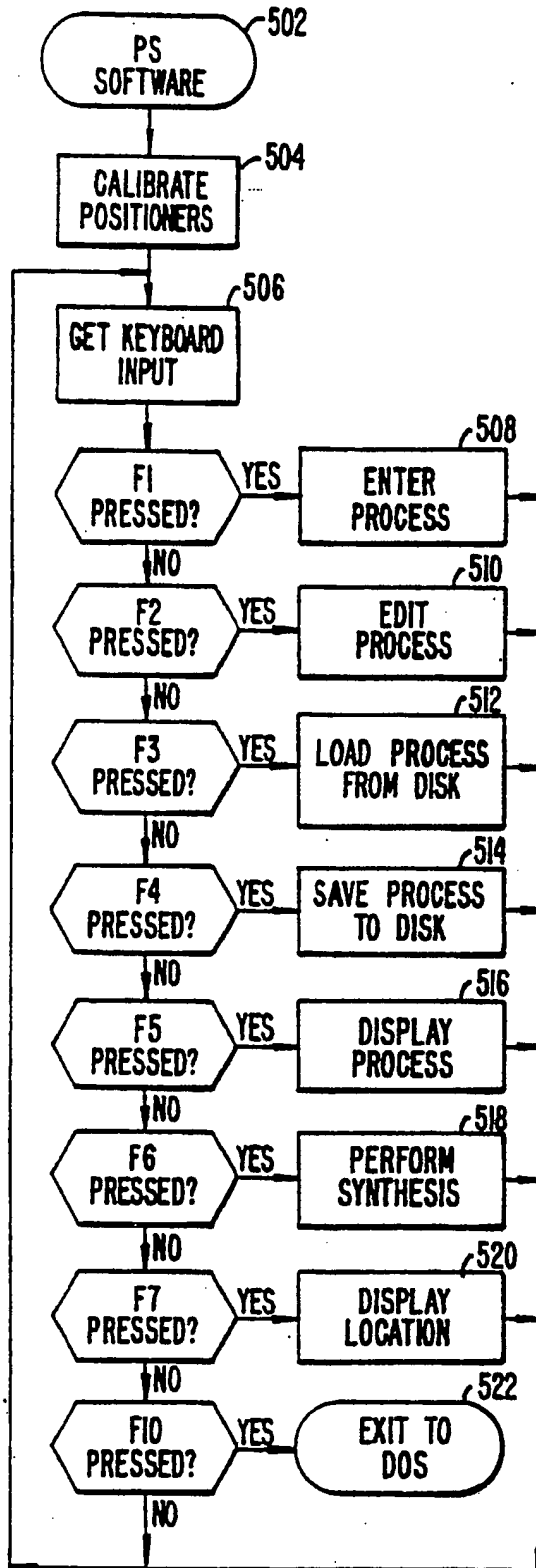 502
PS
SOFTWARE
504
CALIBRATE
POSITIONERS
506
GET KEYBOARD
INPUT
508
F1
PRESSED?
YES
ENTER
PROCESS
NO
510
F2
PRESSED?
YES
EDIT
PROCESS
NO
512
F3
PRESSED?
YES
LOAD PROCESS
FROM DISK
NO
514
F4
PRESSED?
YES
SAVE PROCESS
TO DISK
NO
516
F5
PRESSED?
YES
DISPLAY
PROCESS
NO
518
F6
PRESSED?
YES
PERFORM
SYNTHESIS
NO
520
F7
PRESSED?
YES
DISPLAY
LOCATION
NO
522
F10
PRESSED?
YES
EXIT TO
DOS
NO